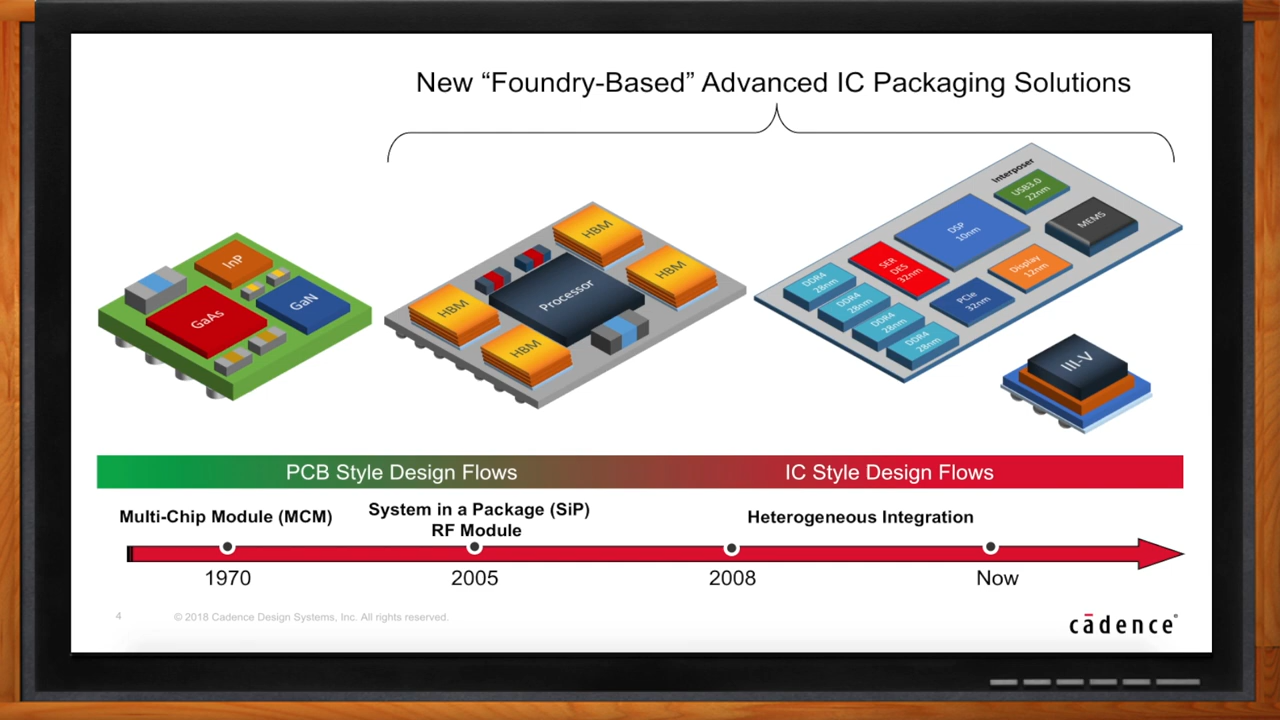 New “Foundry-Based” Advanced IC Packaging Solutions
InP
GaAs
GaN
HBM
HBM
HBM
HBM
Processor
Interposer
USB3.0
22nm
DSP
10nm
MEMS
SER
DES
32nm
Display
12nm
DDR4
28nm
DDR4
28nm
DDR4
28nm
DDR4
28nm
PCIe
32nm
III-V
PCB Style Design Flows
IC Style Design Flows
Multi-Chip Module (MCM)
System in a Package (SiP)
RF Module
Heterogeneous Integration
1970
2005
2008
Now
4
© 2018 Cadence Design Systems, Inc. All rights reserved.
cādence®